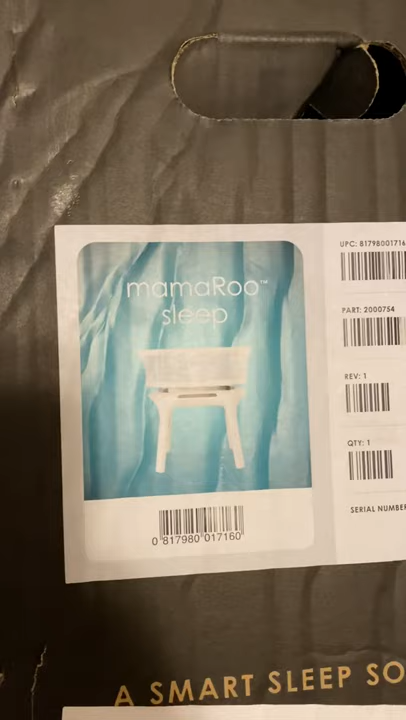 mamaRoo™
sleep
0 817980 017160
UPC: 81798001716
PART: 2000754
REV: 1
QTY: 1
SERIAL NUMBER
A SMART SLEEP SO